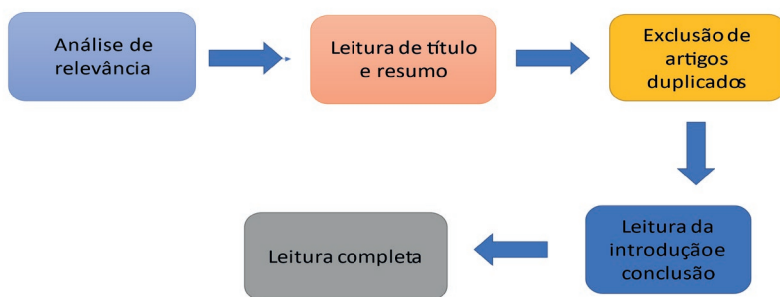 Análise de
relevância
Leitura de título
e resumo
Exclusão de
artigos
duplicados
Leitura da
introduçãoe
conclusão
Leitura completa